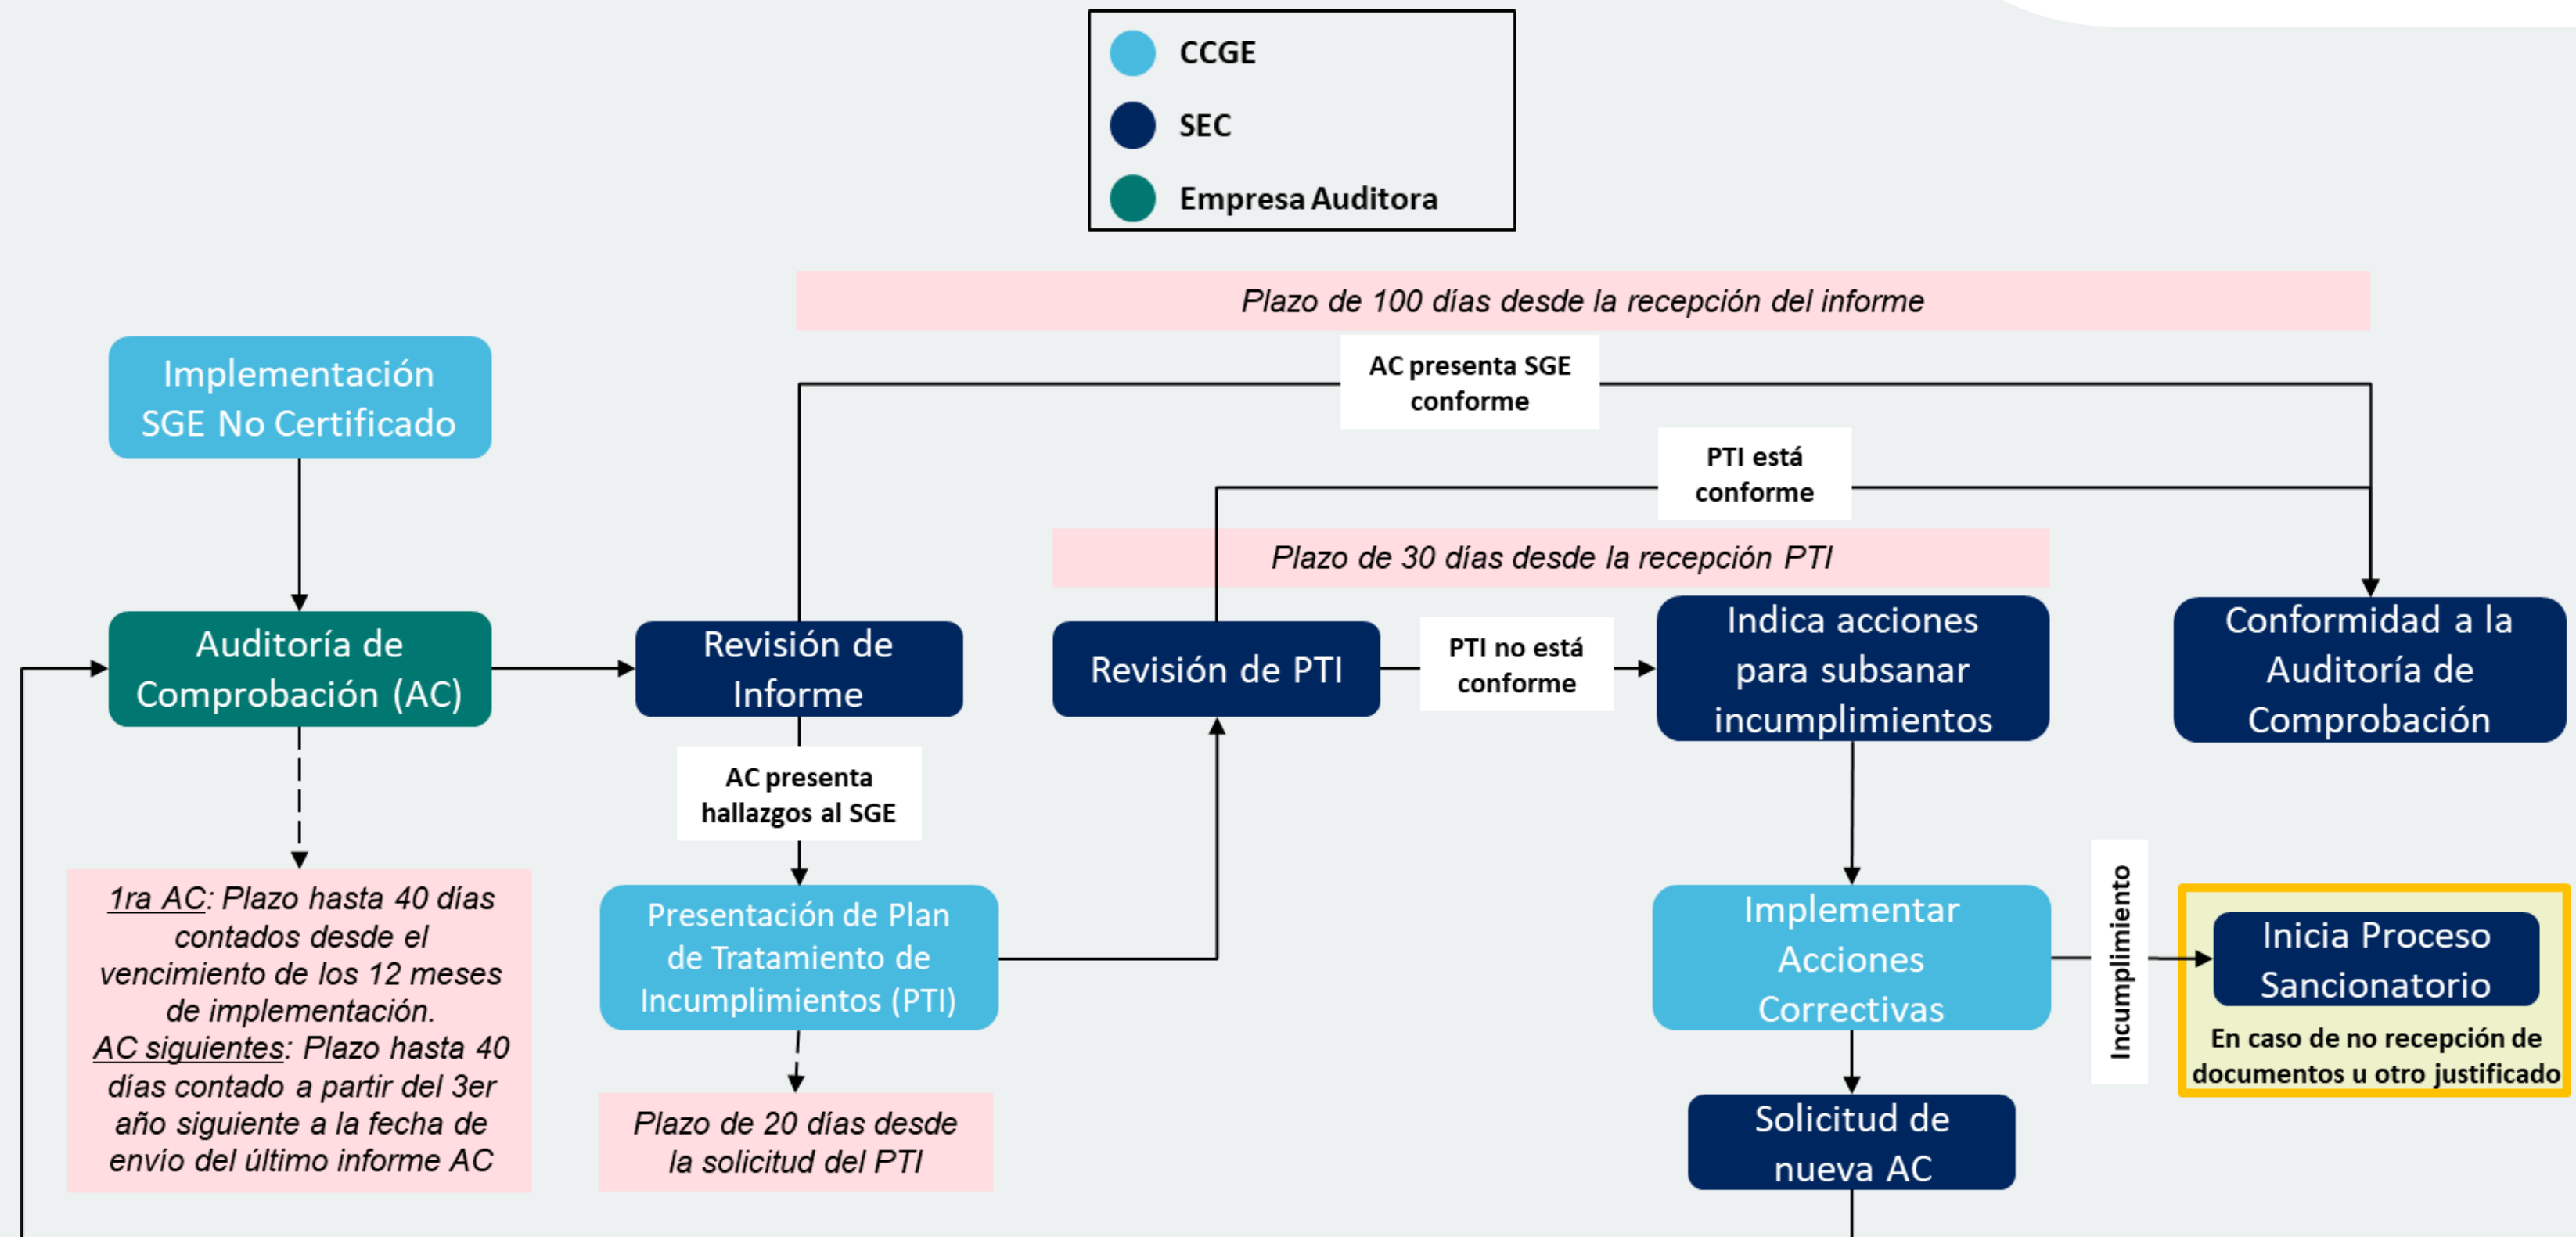 CCGE
SEC
Empresa Auditora
Plazo de 100 días desde la recepción del informe
AC presenta SGE
conforme
Implementación
SGE No Certificado
PTI está
conforme
Plazo de 30 días desde la recepción PTI
Auditoría de
Comprobación (AC)
Revisión de
Informe
Revisión de PTI
PTI no está
conforme
Indica acciones
para subsanar
incumplimientos
Conformidad a la
Auditoría de
Comprobación
AC presenta
hallazgos al SGE
1ra AC: Plazo hasta 40 días
contados desde el
vencimiento de los 12 meses
de implementación.
AC siguientes: Plazo hasta 40
días contado a partir del 3er
año siguiente a la fecha de
envío del último informe AC
Presentación de Plan
de Tratamiento de
Incumplimientos (PTI)
Plazo de 20 días desde
la solicitud del PTI
Implementar
Acciones
Correctivas
Incumplimiento
Inicia Proceso
Sancionatorio
En caso de no recepción de
documentos u otro justificado
Solicitud de
nueva AC